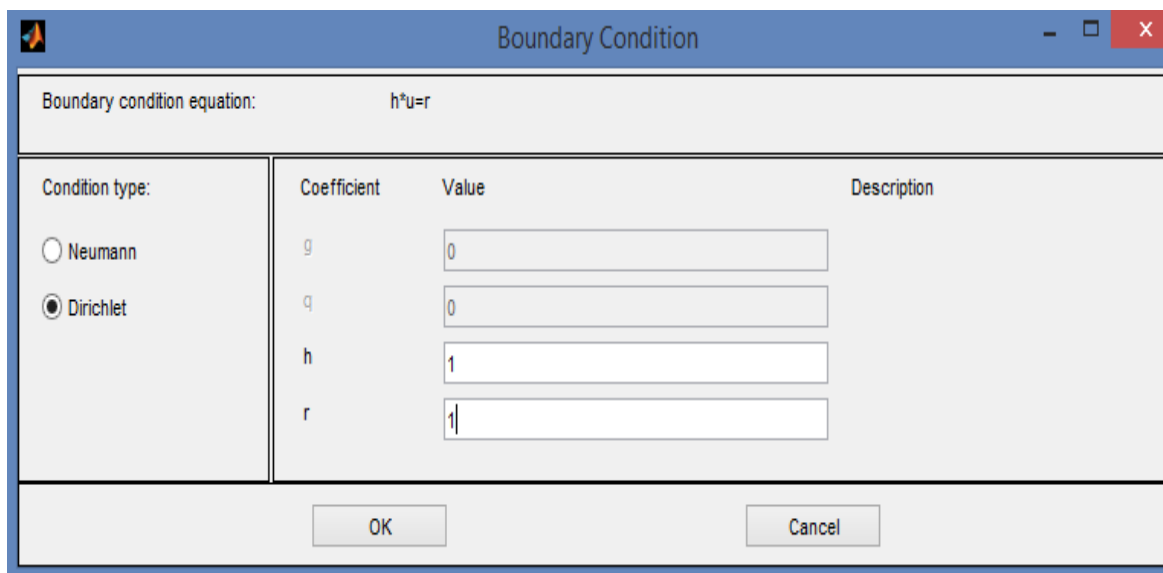 Boundary Condition
Boundary condition equation: h*u=r
Condition type:
Neumann
Dirichlet
Coefficient Value Description
g 0
q 0
h 1
r 1
OK Cancel